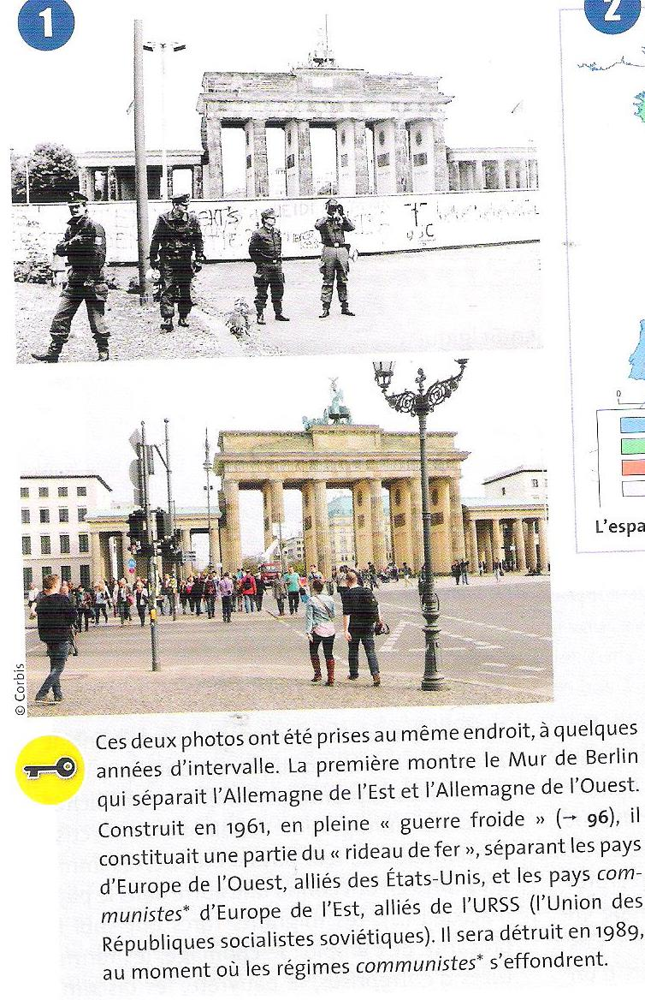 1
2
© Corbis
0
L'espa
Ces deux photos ont été prises au même endroit, à quelques
années d'intervalle. La première montre le Mur de Berlin
qui séparait l'Allemagne de l'Est et l'Allemagne de l'Ouest.
Construit en 1961, en pleine « guerre froide » (→ 96), il
constituait une partie du « rideau de fer », séparant les pays
d'Europe de l'Ouest, alliés des États-Unis, et les pays com-
munistes* d'Europe de l'Est, alliés de l'URSS (l'Union des
Républiques socialistes soviétiques). Il sera détruit en 1989,
au moment où les régimes communistes* s'effondrent.